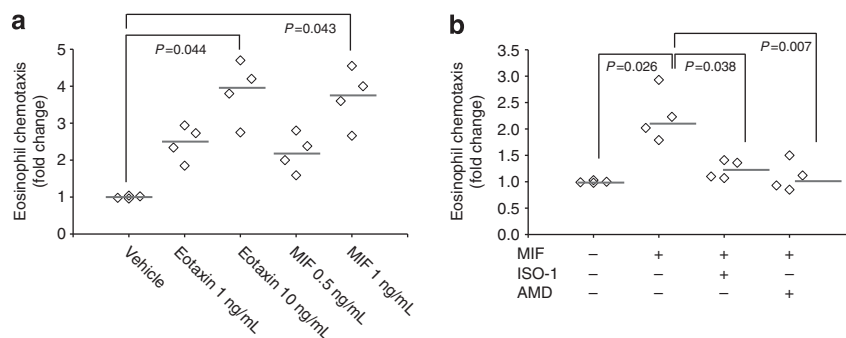 a
P=0.044
P=0.043
Eosinophil chemotaxis
(fold change)
5
4
3
2
1
0
Vehicle
Eotaxin 1 ng/mL
Eotaxin 10 ng/mL
MIF 0.5 ng/mL
MIF 1 ng/mL
b
P=0.026
P=0.038
P=0.007
Eosinophil chemotaxis
(fold change)
3.5
3.0
2.5
2.0
1.5
1.0
0.5
0.0
MIF – + + +
ISO-1 – – + –
AMD – – – +